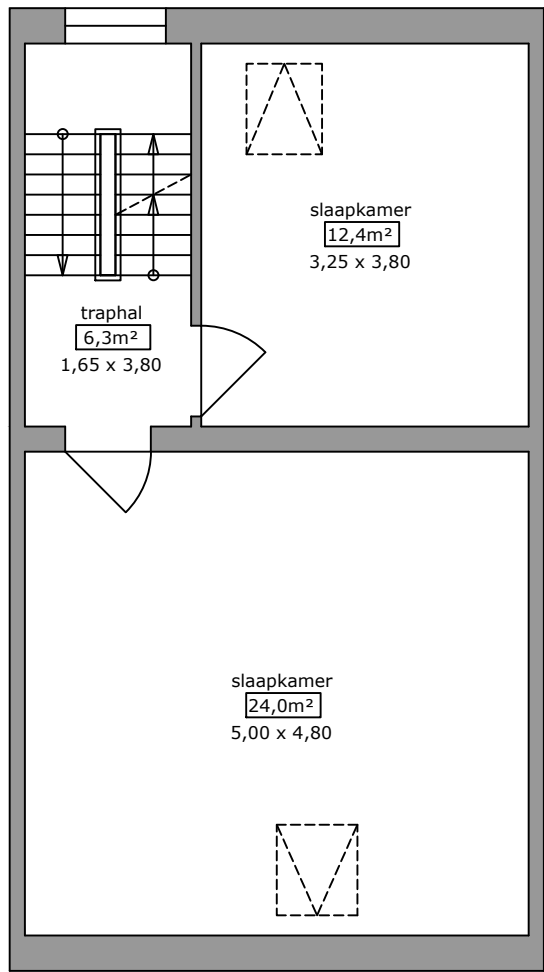 slaapkamer
12,4m²
3,25 x 3,80
traphal
6,3m²
1,65 x 3,80
slaapkamer
24,0m²
5,00 x 4,80